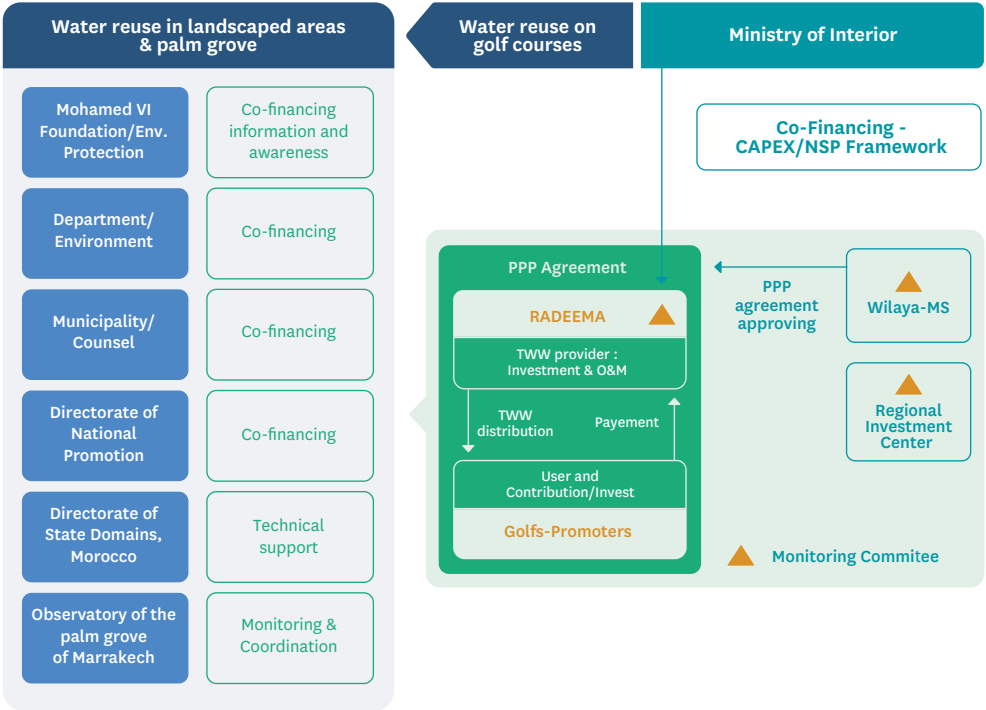 Water reuse in landscaped areas
& palm grove
Mohamed VI
Foundation/Env.
Protection
Co-financing
information and
awareness
Department/
Environment
Co-financing
Municipality/
Counsel
Co-financing
Directorate of
National
Promotion
Co-financing
Directorate of
State Domains,
Morocco
Technical
support
Observatory of the
palm grove
of Marrakech
Monitoring &
Coordination
Water reuse on
golf courses
Ministry of Interior
Co-Financing -
CAPEX/NSP Framework
PPP Agreement
RADEEMA
TWW provider :
Investment & O&M
TWW
distribution
Payement
User and
Contribution/Invest
Golfs-Promoters
PPP
agreement
approving
Wilaya-MS
Regional
Investment
Center
Monitoring Commitee